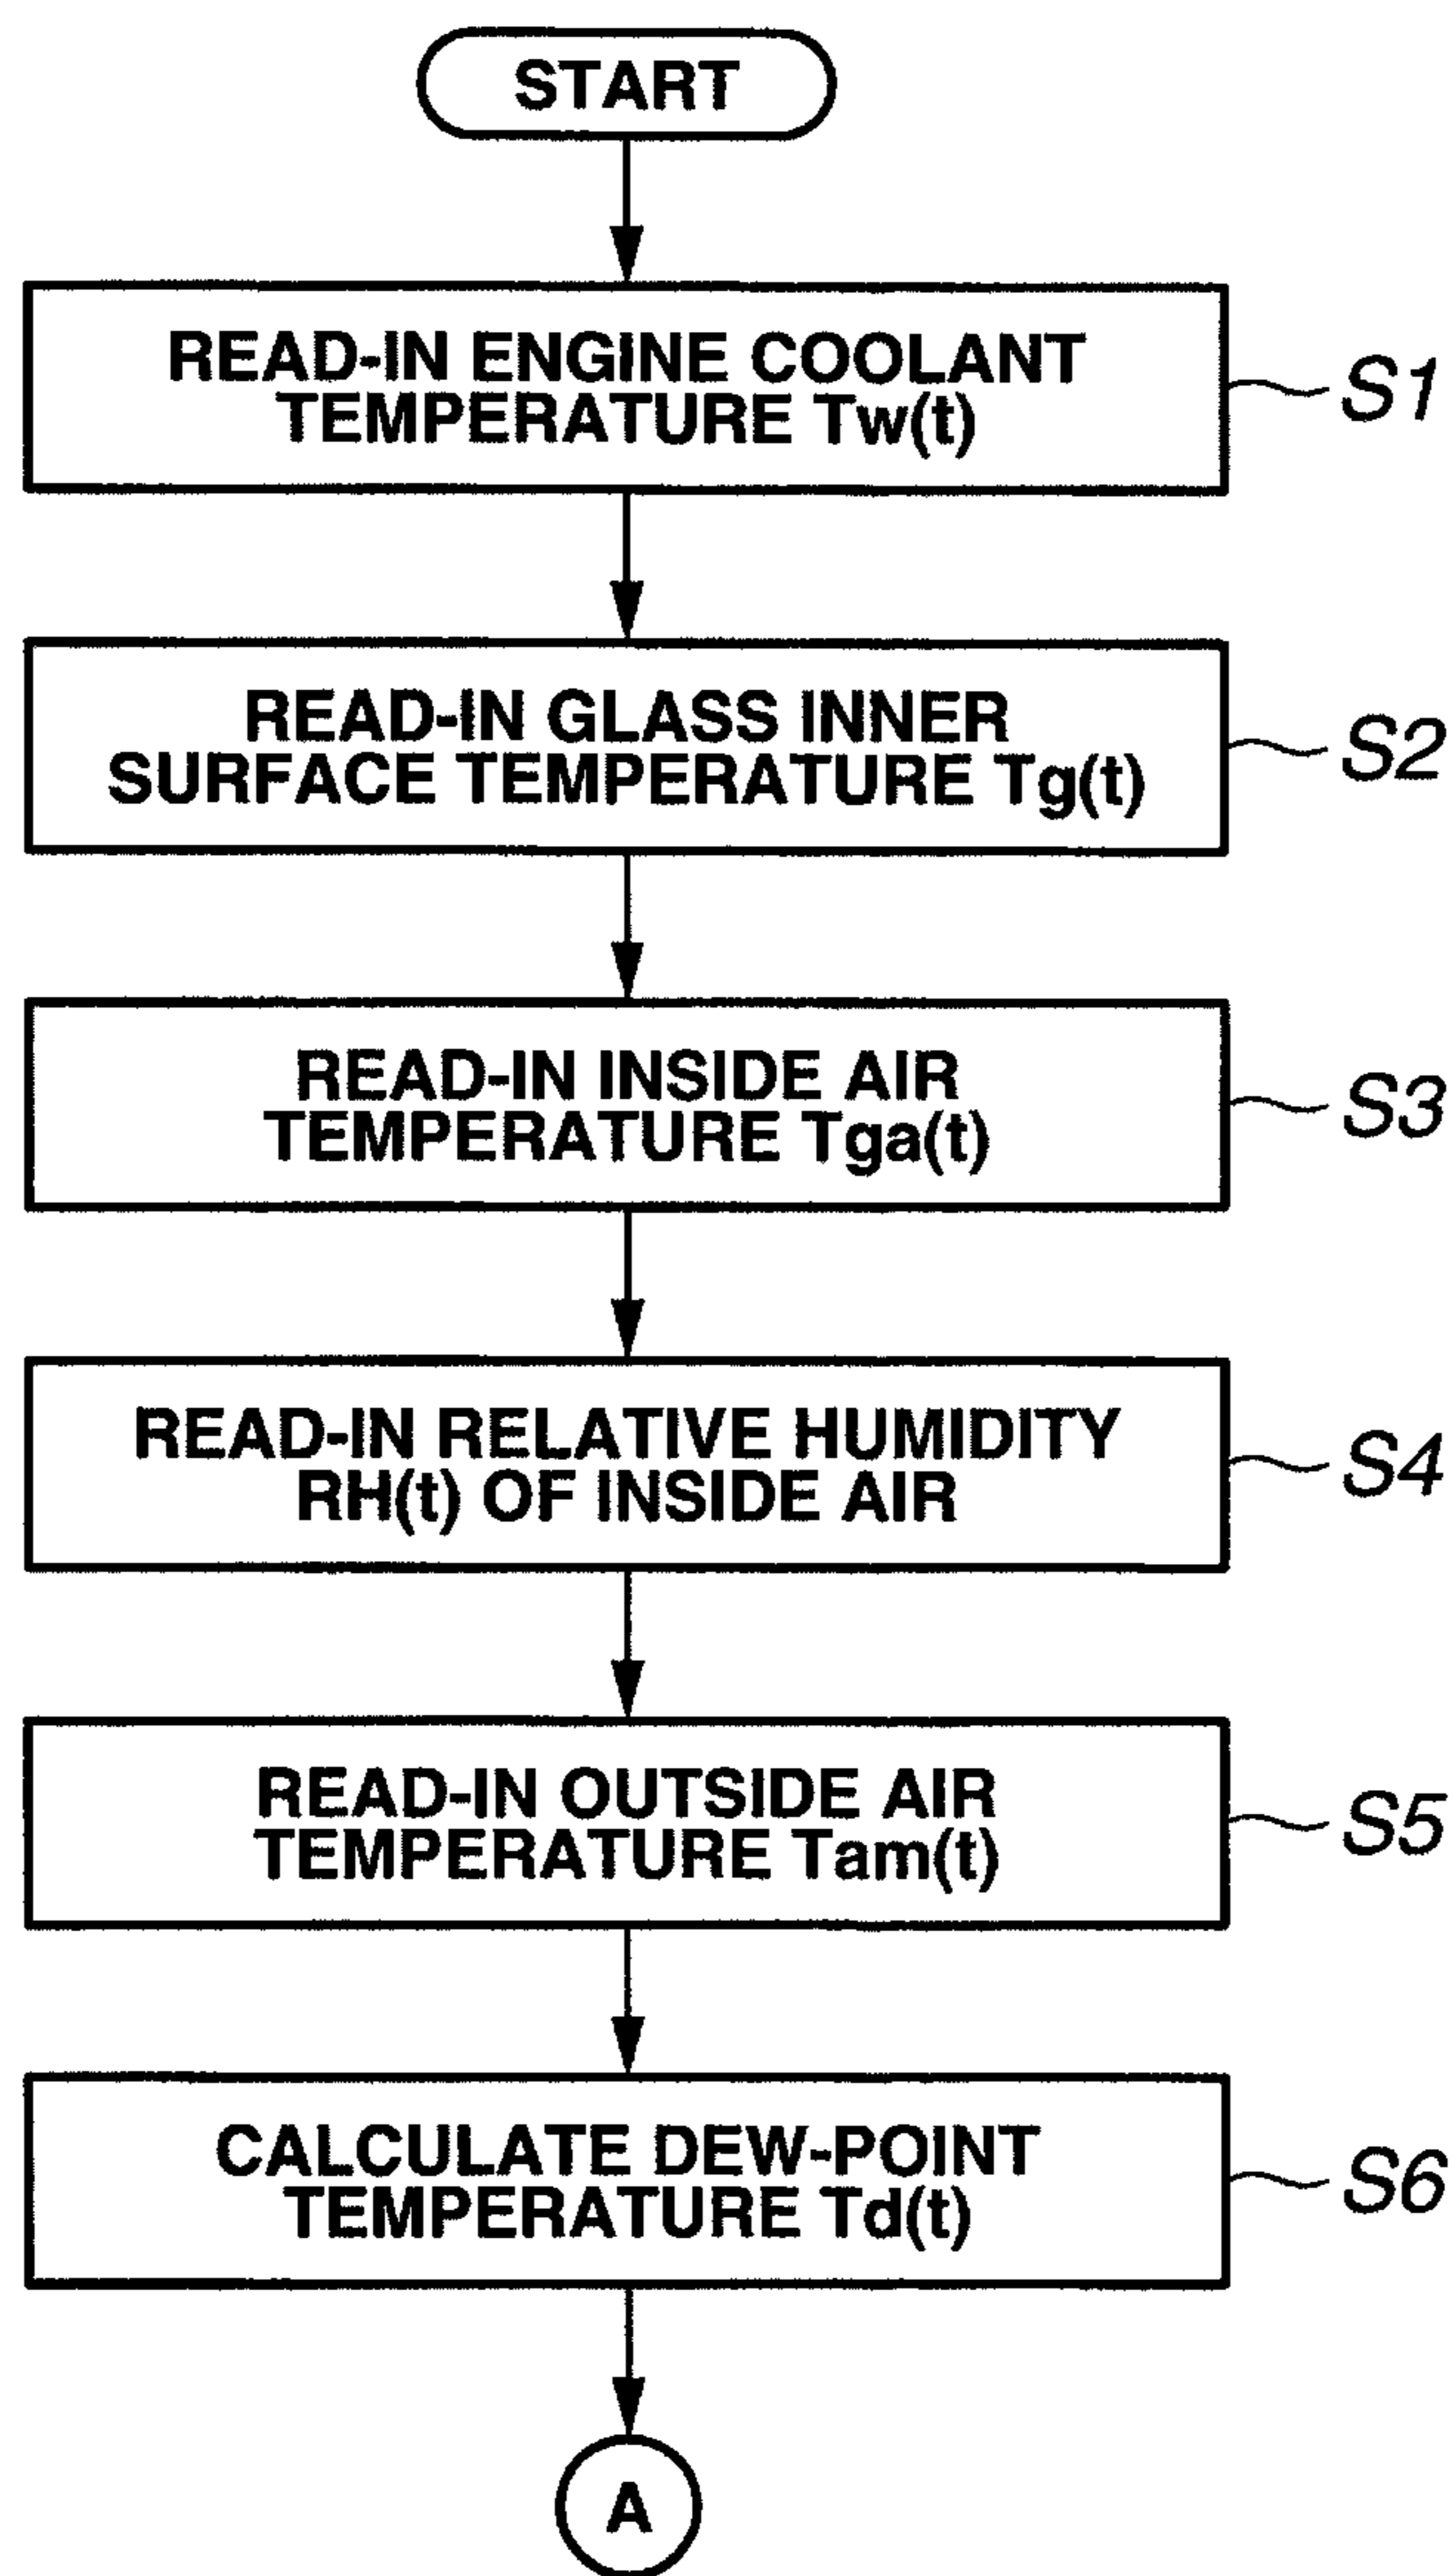 START
READ-IN ENGINE COOLANT
TEMPERATURE Tw(t)
S1
READ-IN GLASS INNER
SURFACE TEMPERATURE Tg(t)
S2
READ-IN INSIDE AIR
TEMPERATURE Tga(t)
S3
READ-IN RELATIVE HUMIDITY
RH(t) OF INSIDE AIR
S4
READ-IN OUTSIDE AIR
TEMPERATURE Tam(t)
S5
CALCULATE DEW-POINT
TEMPERATURE Td(t)
S6
A